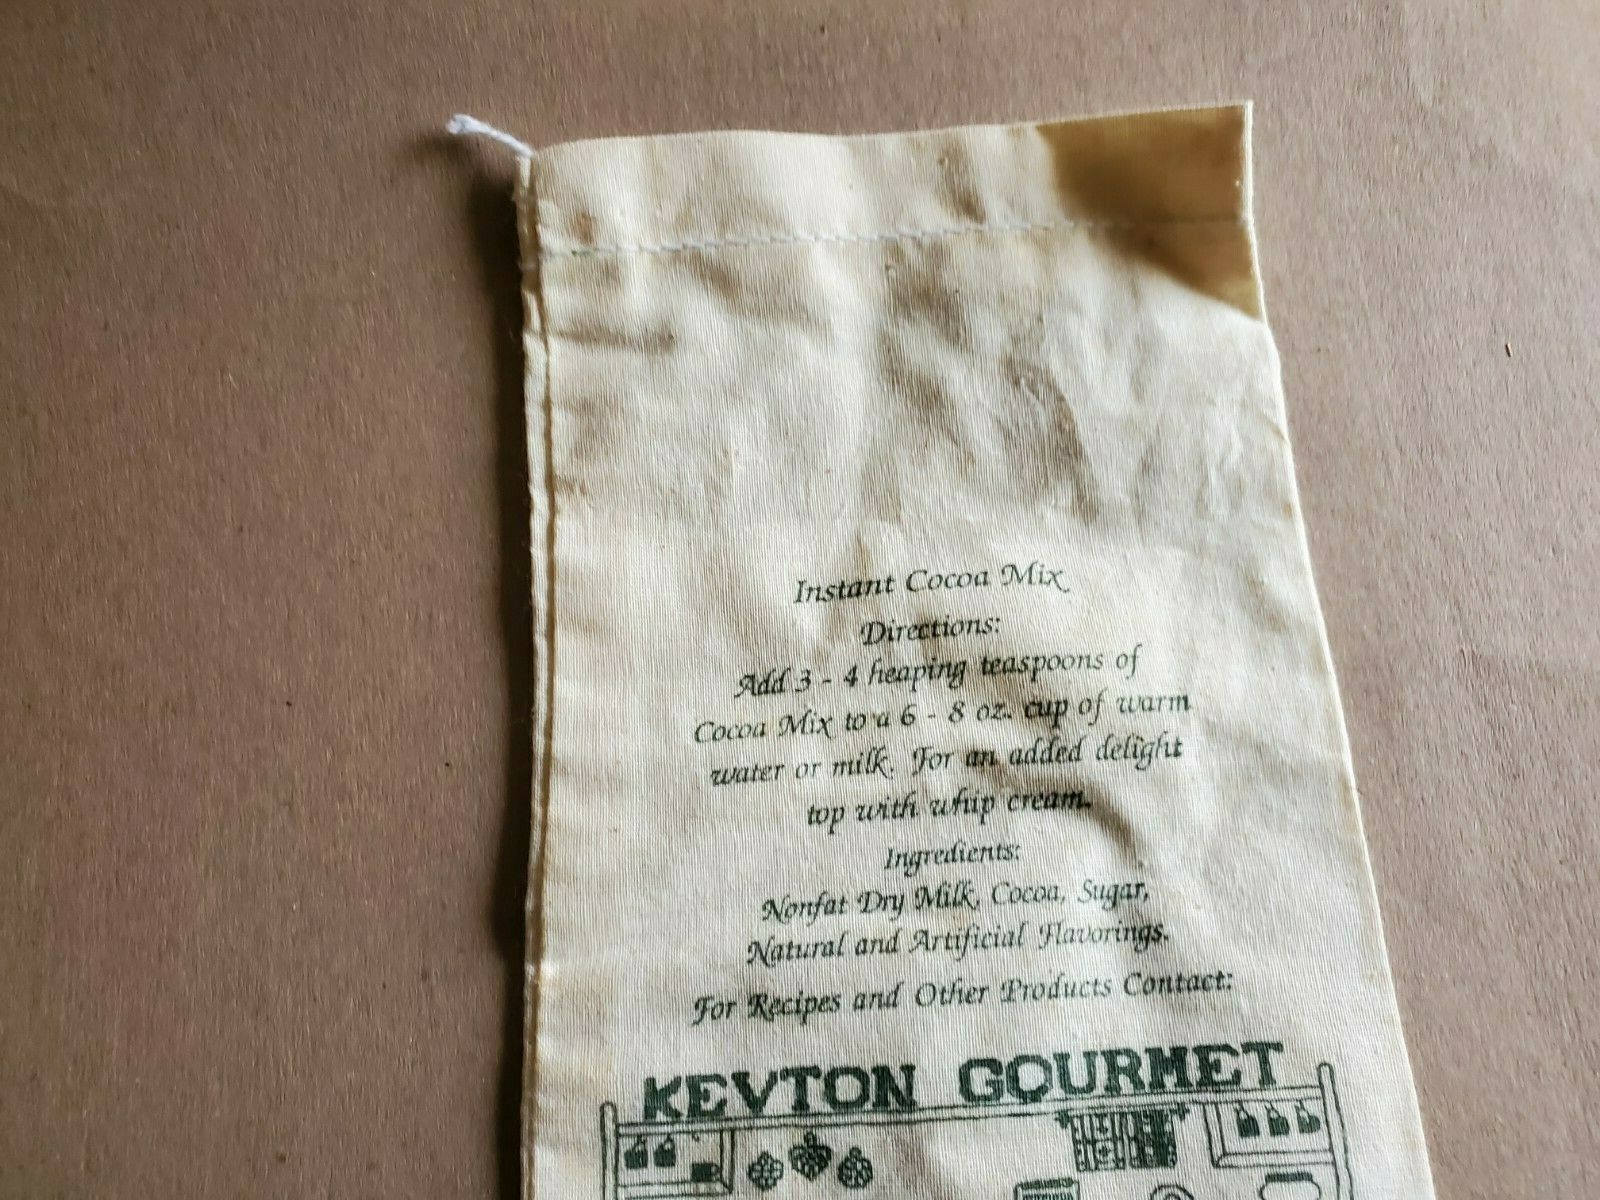 Instant Cocoa Mix
Directions:
Add 3 - 4 heaping teaspoons of
Cocoa Mix to a 6 - 8 oz. cup of warm
water or milk. For an added delight
top with whip cream.
Ingredients:
Nonfat Dry Milk, Cocoa, Sugar,
Natural and Artificial Flavorings.
For Recipes and Other Products Contact:
KEVTON GOURMET